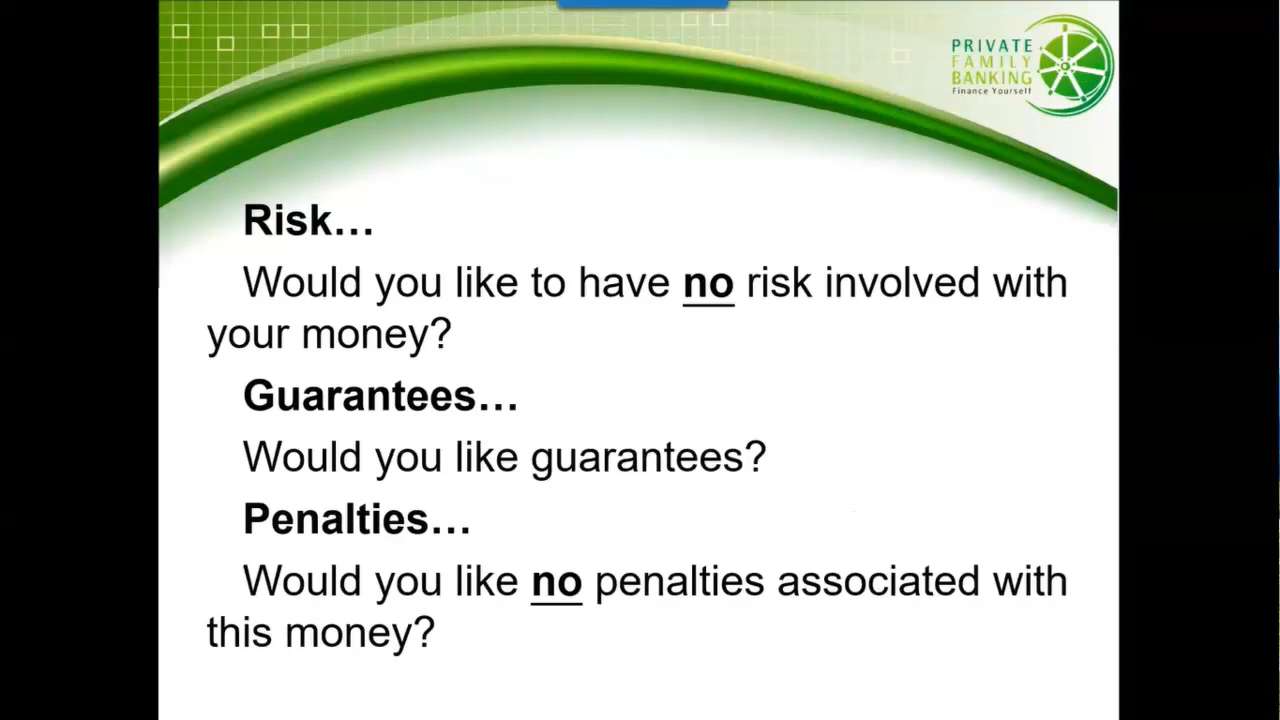 PRIVATE
FAMILY
BANKING
Finance Yourself
Risk…
Would you like to have no risk involved with
your money?
Guarantees…
Would you like guarantees?
Penalties…
Would you like no penalties associated with
this money?